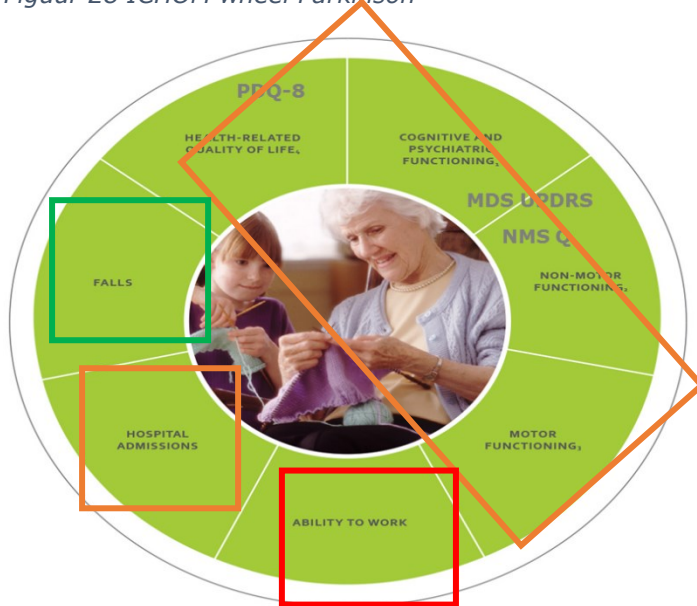 Figuur 20 ICHOM wheel Parkinson
PDQ-8
HEALTH-RELATED
QUALITY OF LIFE,
COGNITIVE AND
PSYCHIATRIC
FUNCTIONING,
MDS UPDRS
NMS Q
NON-MOTOR
FUNCTIONING,
FALLS
HOSPITAL
ADMISSIONS
MOTOR
FUNCTIONING,
ABILITY TO WORK